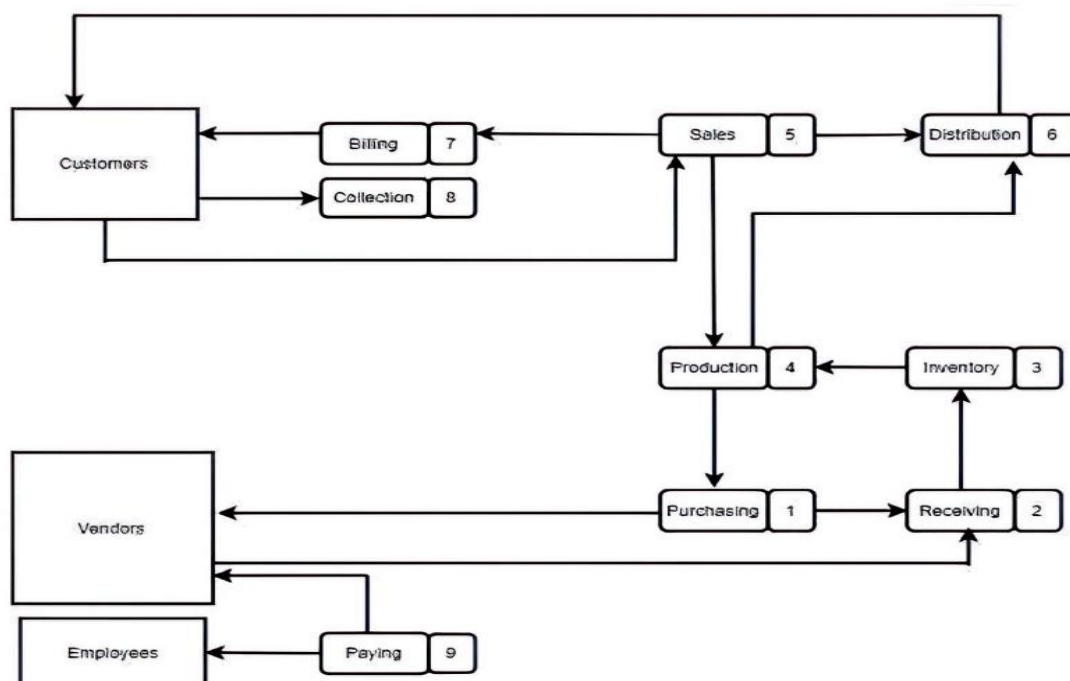 Customers
Billing 7
Sales 5
Distribution 6
Collection 8
Production 4
Inventory 3
Vendors
Purchasing 1
Receiving 2
Employees
Paying 9